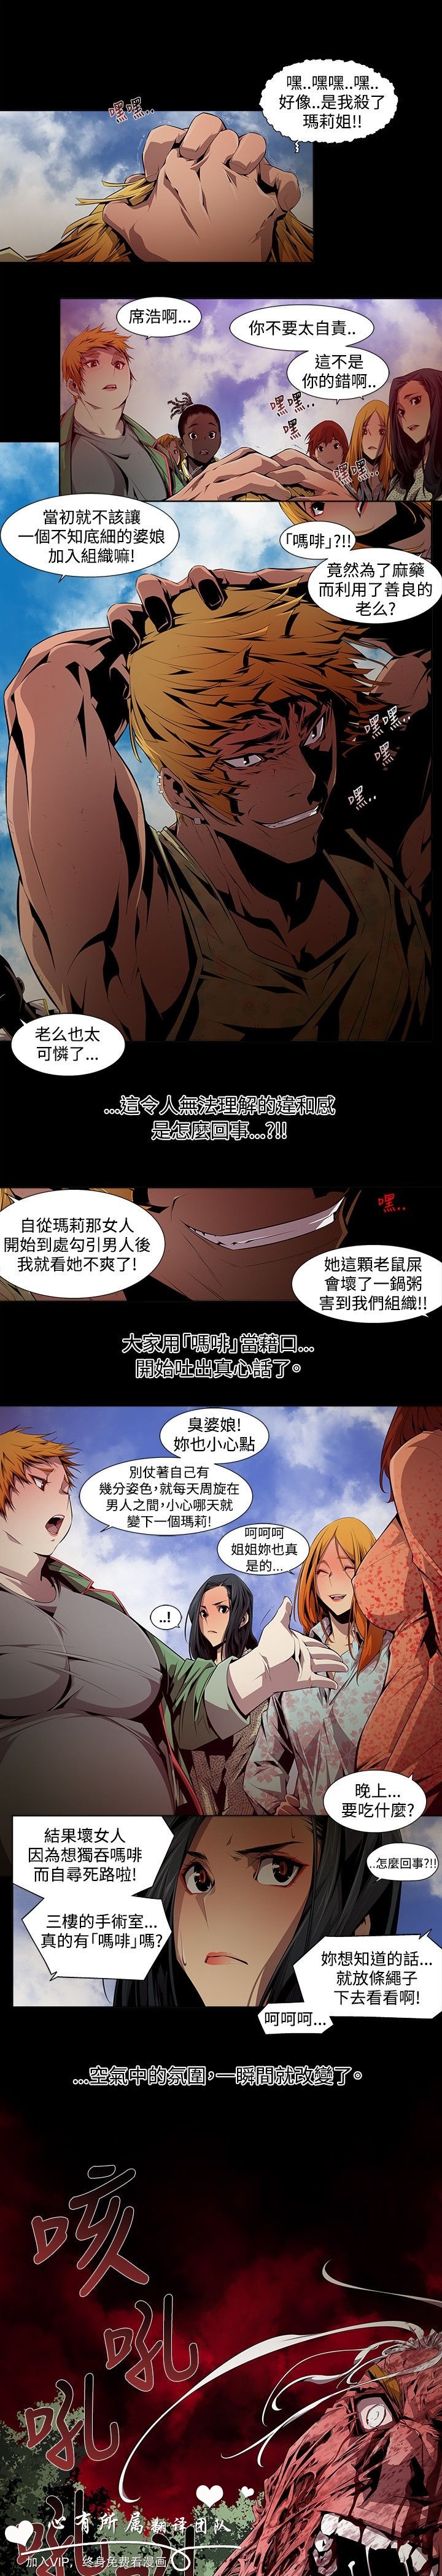 嘿嘿..
嘿..嘿嘿..嘿..
好像..是我殺了
瑪莉姐!!
席浩啊...
你不要太自責..
這不是
你的錯啊..
嘿嘿..
嘿
嘿嘿..
當初就不該讓
一個不知底細的婆娘
加入組織嘛!
「嗎啡」?!!
竟然為了麻藥
而利用了善良的
老么?
嘿嘿..
嘿
嘿..
老么也太
可憐了...
...這令人無法理解的違和感
是怎麼回事...?!!
嘿..
自從瑪莉那女人
開始到處勾引男人後
我就看她不爽了!
她這顆老鼠屎
會壞了一鍋粥
害到我們組織!!
大家用「嗎啡」當藉口...
開始吐出真心話了。
臭婆娘!
妳也小心點
別仗著自己有
幾分姿色,就每天周旋在
男人之間,小心哪天就
變下一個瑪莉!
呵呵呵
姐姐妳也真
是的...
..!
晚上...
要吃什麼?
結果壞女人
因為想獨吞嗎啡
而自尋死路啦!
..怎麼回事?!!
三樓的手術室...
真的有「嗎啡」嗎?
妳想知道的話...
就放條繩子
下去看看啊!
呵呵呵...
...空氣中的氛圍,一瞬間就改變了。
咳
吼
吼
吼
心有所属翻译团队
加入VIP,终身免费看漫画